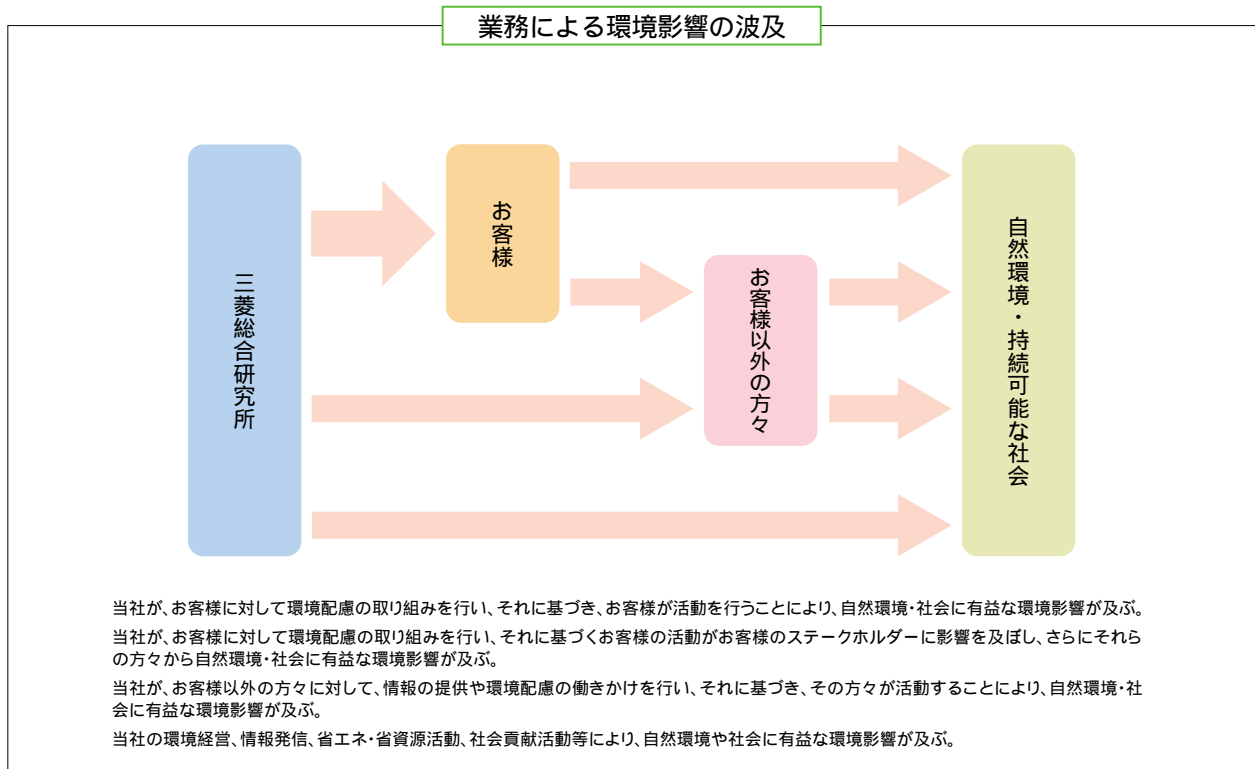 業務による環境影響の波及
三菱総合研究所
お客様
お客様以外の方々
自然環境・持続可能な社会
当社が、お客様に対して環境配慮の取り組みを行い、それに基づき、お客様が活動を行うことにより、自然環境・社会に有益な環境影響が及ぶ。
当社が、お客様に対して環境配慮の取り組みを行い、それに基づくお客様の活動がお客様のステークホルダーに影響を及ぼし、さらにそれら
の方々から自然環境・社会に有益な環境影響が及ぶ。
当社が、お客様以外の方々に対して、情報の提供や環境配慮の働きかけを行い、それに基づき、その方々が活動することにより、自然環境・社
会に有益な環境影響が及ぶ。
当社の環境経営、情報発信、省エネ・省資源活動、社会貢献活動等により、自然環境や社会に有益な環境影響が及ぶ。